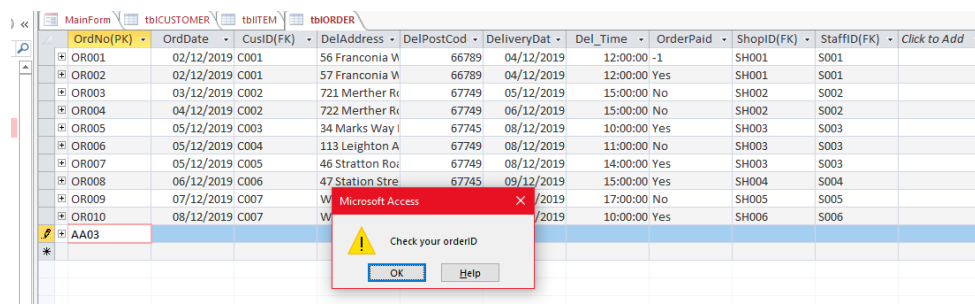 MainForm tblCUSTOMER tblITEM tblORDER
OrdNo(PK) OrdDate CusID(FK) DelAddress DelPostCod DeliveryDat Del_Time OrderPaid ShopID(FK) StaffID(FK) Click to Add
OR001 02/12/2019 C001 56 Franconia W 66789 04/12/2019 12:00:00 -1 SH001 S001
OR002 02/12/2019 C001 57 Franconia W 66789 04/12/2019 12:00:00 Yes SH001 S001
OR003 03/12/2019 C002 721 Merther Ro 67749 05/12/2019 15:00:00 No SH002 S002
OR004 04/12/2019 C002 722 Merther Ro 67749 06/12/2019 15:00:00 No SH002 S002
OR005 05/12/2019 C003 34 Marks Way 67745 08/12/2019 10:00:00 Yes SH003 S003
OR006 05/12/2019 C004 113 Leighton A 67749 08/12/2019 11:00:00 No SH003 S003
OR007 05/12/2019 C005 46 Stratton Roa 67749 08/12/2019 14:00:00 Yes SH003 S003
OR008 06/12/2019 C006 47 Station Stre 67745 09/12/2019 15:00:00 Yes SH004 S004
OR009 07/12/2019 C007 W /2019 17:00:00 No SH005 S005
OR010 08/12/2019 C007 W /2019 10:00:00 Yes SH006 S006
AA03
Microsoft Access
Check your orderID
OK Help